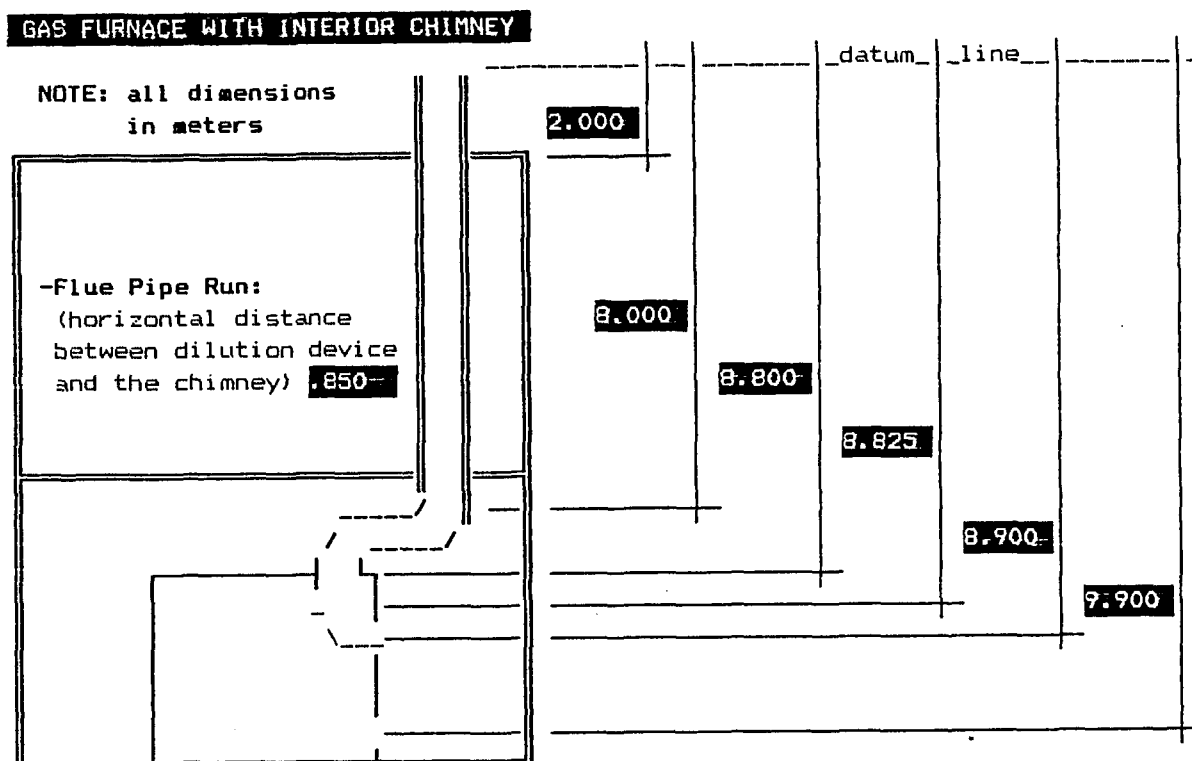 GAS FURNACE WITH INTERIOR CHIMNEY
datum line
NOTE: all dimensions
in meters
2.000
-Flue Pipe Run:
(horizontal distance
between dilution device
and the chimney) .850
8.000
8.800
8.825
8.900
9.900